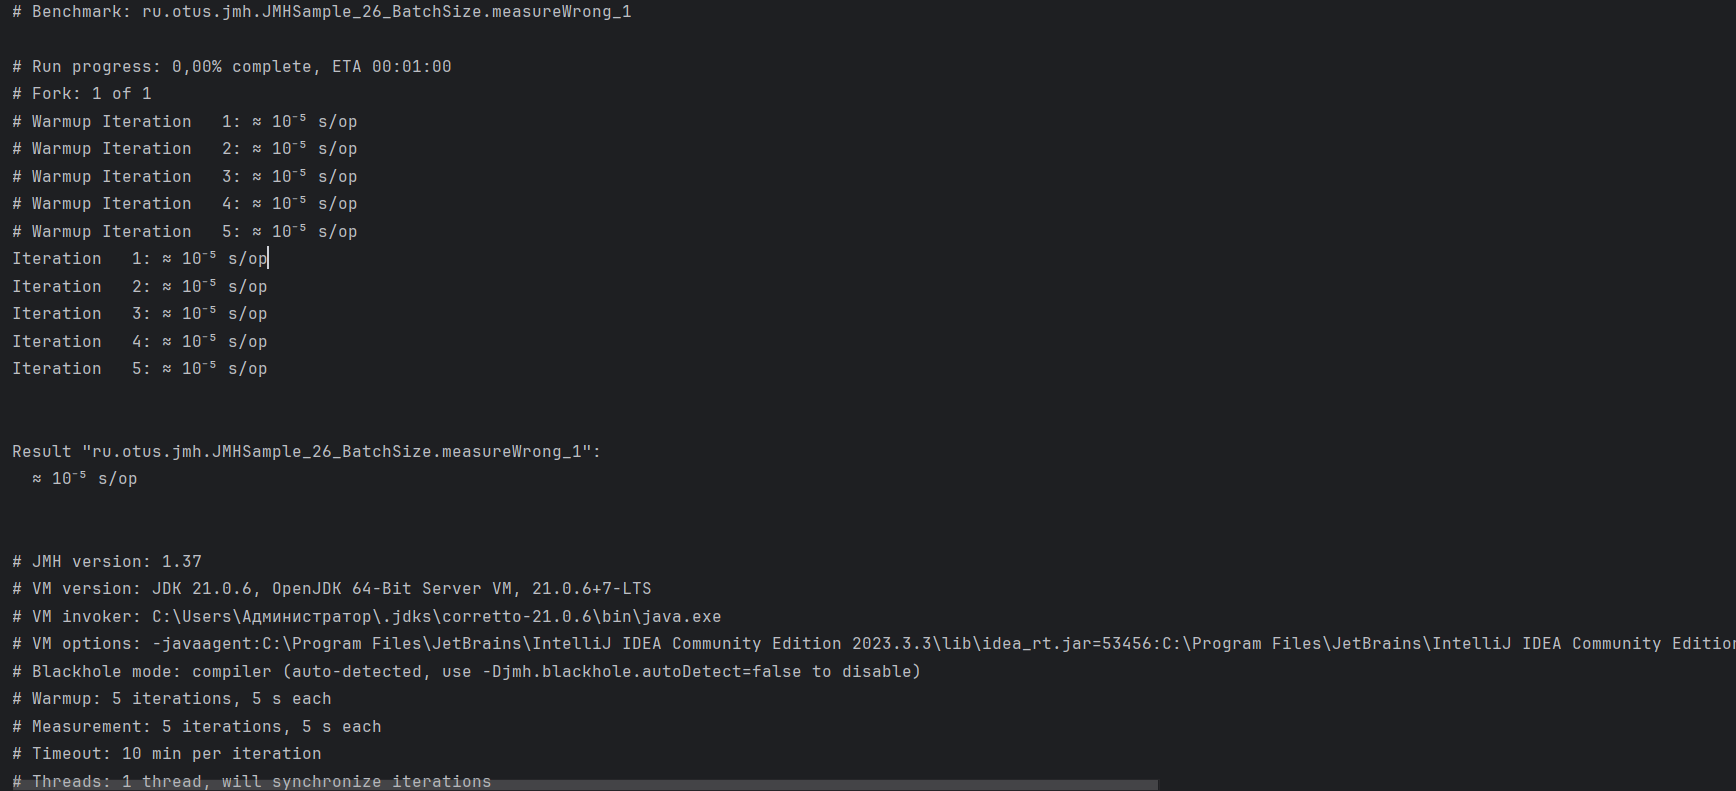 # Benchmark: ru.otus.jmh.JMHSample_26_BatchSize.measureWrong_1
# Run progress: 0,00% complete, ETA 00:01:00
# Fork: 1 of 1
# Warmup Iteration   1: ≈ 10⁻⁵ s/op
# Warmup Iteration   2: ≈ 10⁻⁵ s/op
# Warmup Iteration   3: ≈ 10⁻⁵ s/op
# Warmup Iteration   4: ≈ 10⁻⁵ s/op
# Warmup Iteration   5: ≈ 10⁻⁵ s/op
Iteration   1: ≈ 10⁻⁵ s/op
Iteration   2: ≈ 10⁻⁵ s/op
Iteration   3: ≈ 10⁻⁵ s/op
Iteration   4: ≈ 10⁻⁵ s/op
Iteration   5: ≈ 10⁻⁵ s/op
Result "ru.otus.jmh.JMHSample_26_BatchSize.measureWrong_1":
  ≈ 10⁻⁵ s/op
# JMH version: 1.37
# VM version: JDK 21.0.6, OpenJDK 64-Bit Server VM, 21.0.6+7-LTS
# VM invoker: C:\Users\Администратор\.jdks\corretto-21.0.6\bin\java.exe
# VM options: -javaagent:C:\Program Files\JetBrains\IntelliJ IDEA Community Edition 2023.3.3\lib\idea_rt.jar=53456:C:\Program Files\JetBrains\IntelliJ IDEA Community Edition
# Blackhole mode: compiler (auto-detected, use -Djmh.blackhole.autoDetect=false to disable)
# Warmup: 5 iterations, 5 s each
# Measurement: 5 iterations, 5 s each
# Timeout: 10 min per iteration
# Threads: 1 thread, will synchronize iterations